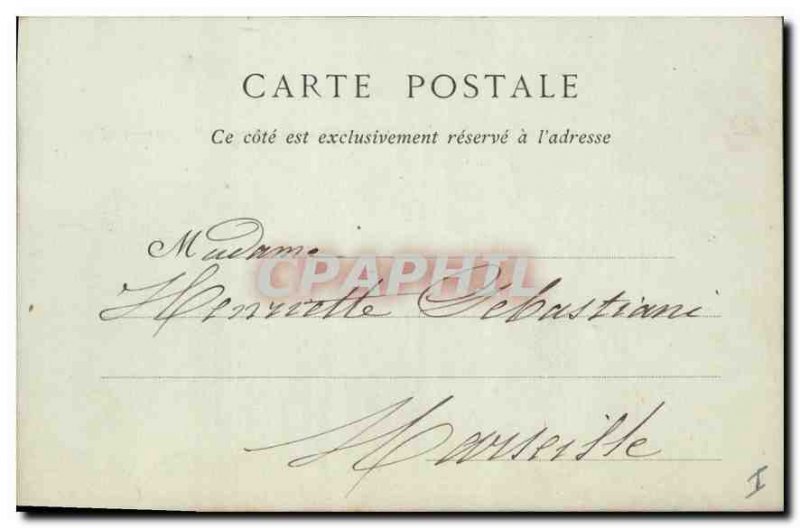 CARTE POSTALE
Ce côté est exclusivement réservé à l'adresse
Madame
CPAPHIL
Henriette Sébastiani
Marseille
I